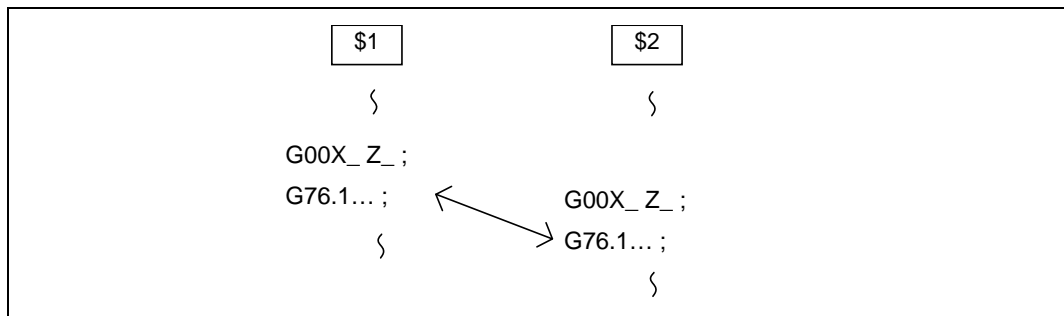 $1
$2
G00X_ Z_ ;
G76.1… ;
G00X_ Z_ ;
G76.1… ;